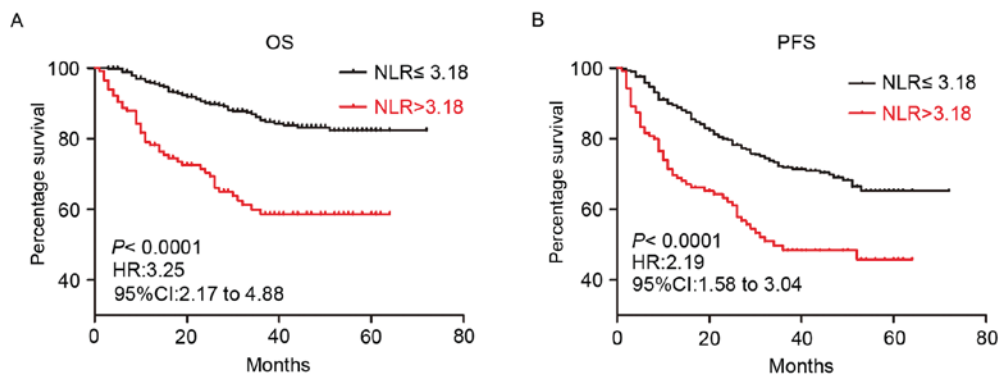 A
OS
Percentage survival
100
80
60
40
NLR≤ 3.18
NLR>3.18
P< 0.0001
HR:3.25
95%CI:2.17 to 4.88
0 20 40 60 80
Months
B
PFS
Percentage survival
100
80
60
40
NLR≤ 3.18
NLR>3.18
P< 0.0001
HR:2.19
95%CI:1.58 to 3.04
0 20 40 60 80
Months